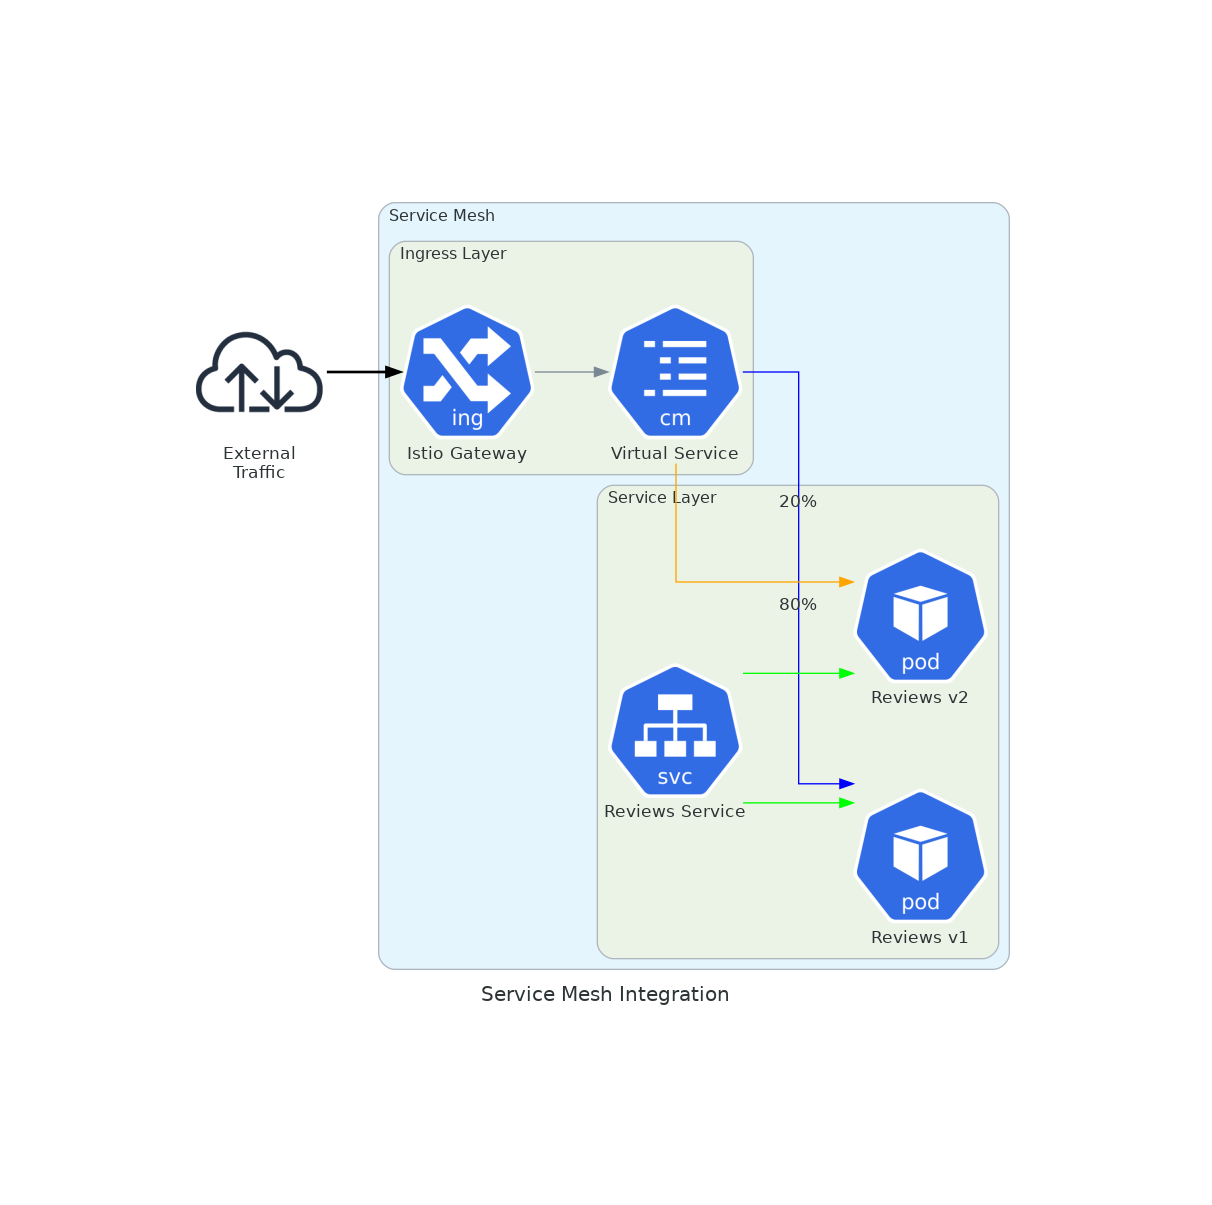 Service Mesh
Ingress Layer
ing
cm
Istio Gateway
Virtual Service
External
Traffic
Service Layer
20%
80%
pod
Reviews v2
svc
Reviews Service
pod
Reviews v1
Service Mesh Integration